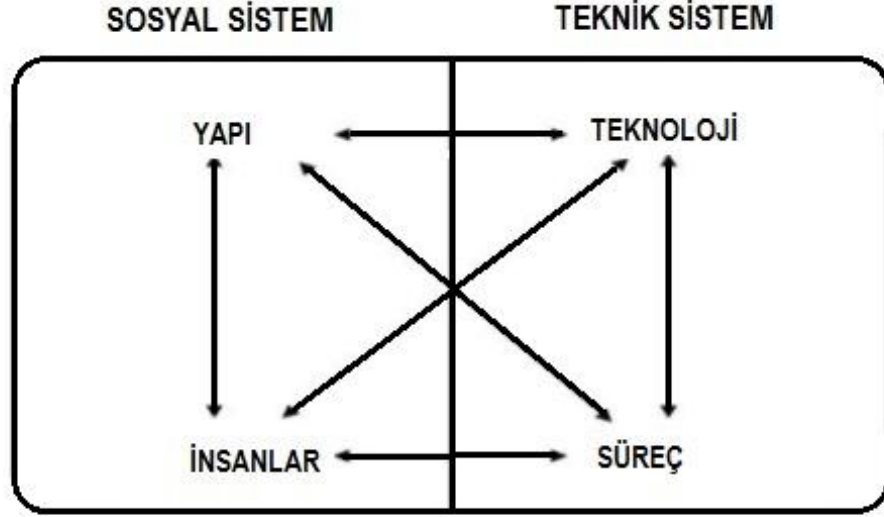 SOSYAL SİSTEM TEKNİK SİSTEM
YAPI TEKNOLOJİ
İNSANLAR SÜREÇ